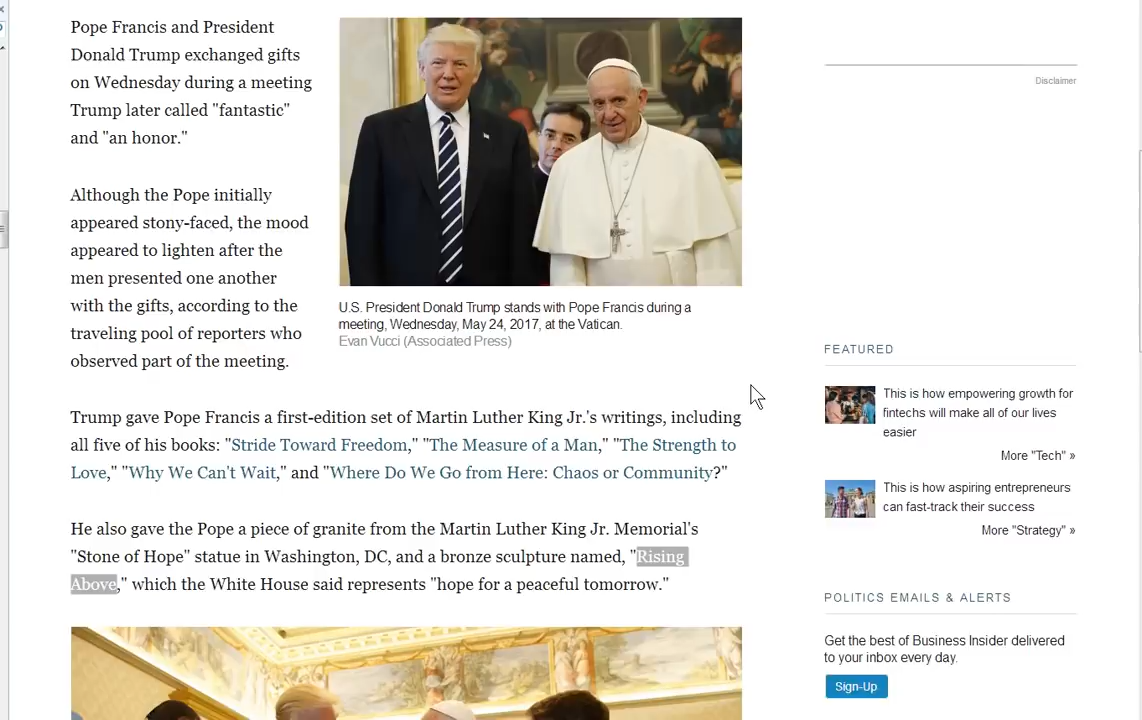 Pope Francis and President
Donald Trump exchanged gifts
on Wednesday during a meeting
Trump later called "fantastic"
and "an honor."
Although the Pope initially
appeared stony-faced, the mood
appeared to lighten after the
men presented one another
with the gifts, according to the
traveling pool of reporters who
observed part of the meeting.
U.S. President Donald Trump stands with Pope Francis during a
meeting, Wednesday, May 24, 2017, at the Vatican.
Evan Vucci (Associated Press)
Trump gave Pope Francis a first-edition set of Martin Luther King Jr.'s writings, including
all five of his books: "Stride Toward Freedom," "The Measure of a Man," "The Strength to
Love," "Why We Can't Wait," and "Where Do We Go from Here: Chaos or Community?"
He also gave the Pope a piece of granite from the Martin Luther King Jr. Memorial's
"Stone of Hope" statue in Washington, DC, and a bronze sculpture named, "Rising
Above," which the White House said represents "hope for a peaceful tomorrow."
Disclaimer
FEATURED
This is how empowering growth for
fintechs will make all of our lives
easier
More "Tech" »
This is how aspiring entrepreneurs
can fast-track their success
More "Strategy" »
POLITICS EMAILS & ALERTS
Get the best of Business Insider delivered
to your inbox every day.
Sign-Up